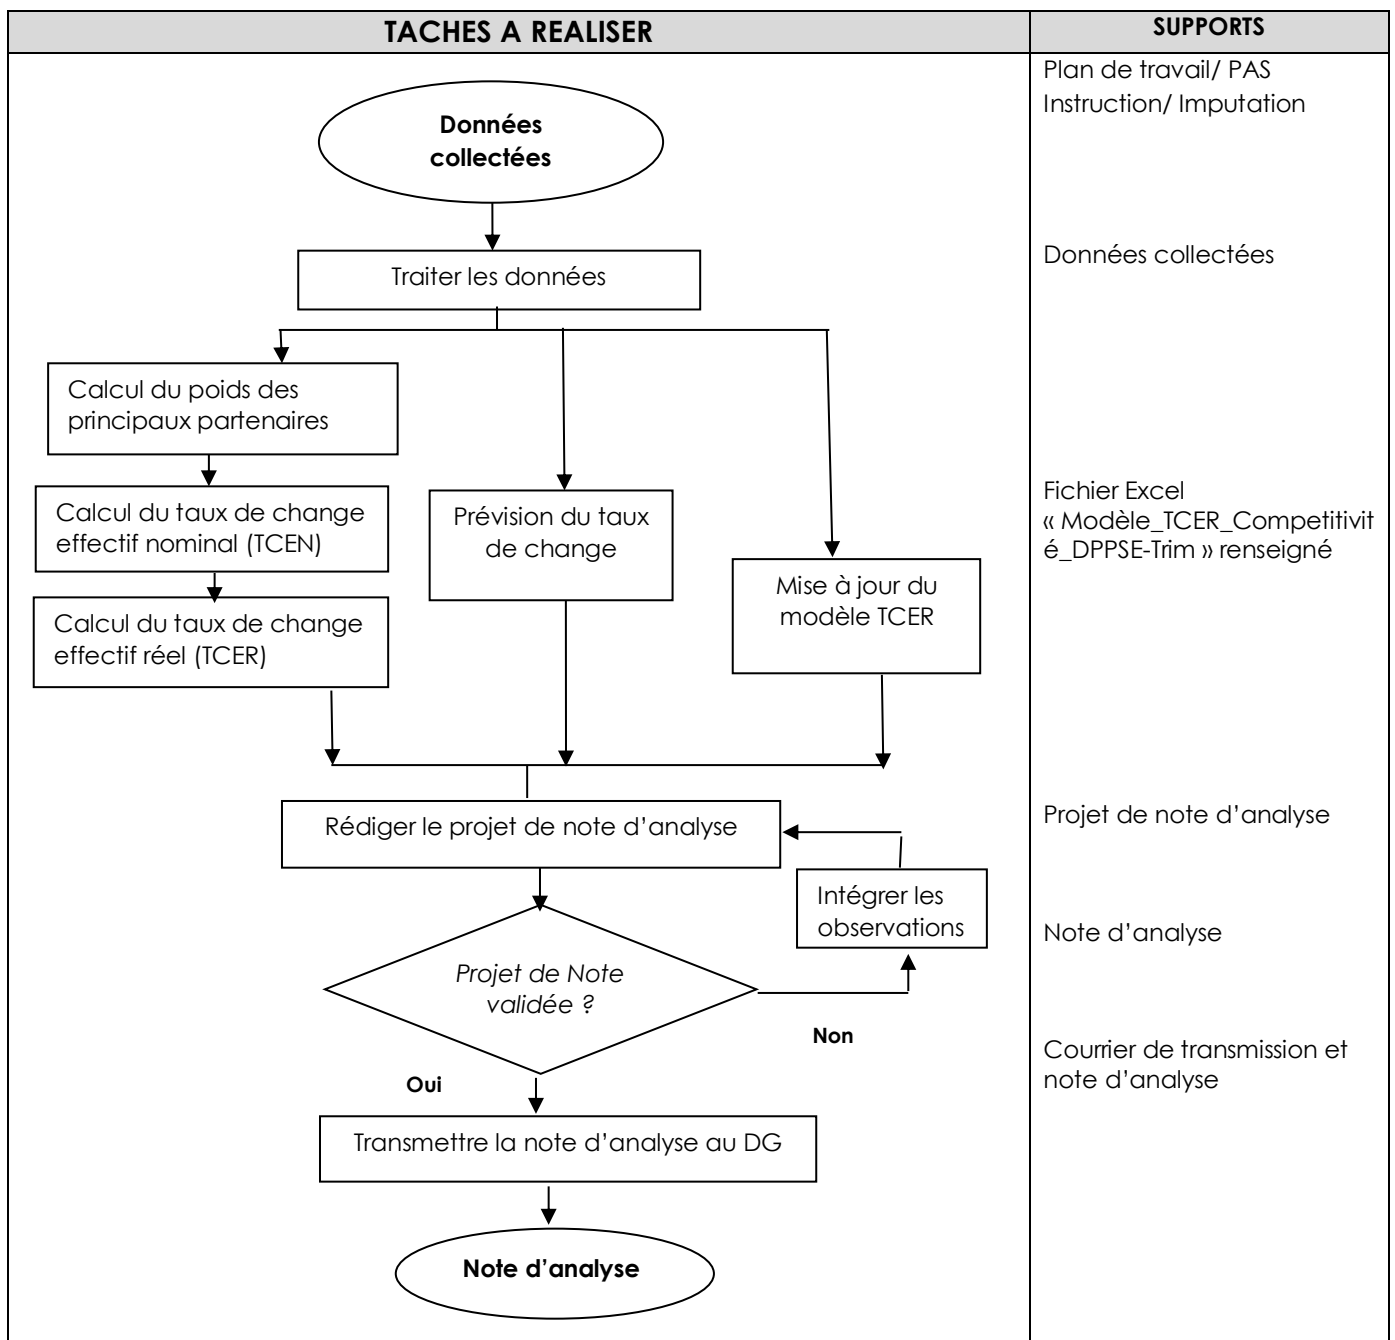 TACHES A REALISER
SUPPORTS
Données
collectées
Plan de travail/ PAS
Instruction/ Imputation
Traiter les données
Données collectées
Calcul du poids des
principaux partenaires
Calcul du taux de change
effectif nominal (TCEN)
Calcul du taux de change
effectif réel (TCER)
Prévision du taux
de change
Mise à jour du
modèle TCER
Fichier Excel
« Modèle_TCER_Competitivit
é_DPPSE-Trim » renseigné
Rédiger le projet de note d’analyse
Projet de note d’analyse
Intégrer les
observations
Note d’analyse
Projet de Note
validée ?
Non
Oui
Courrier de transmission et
note d’analyse
Transmettre la note d’analyse au DG
Note d’analyse